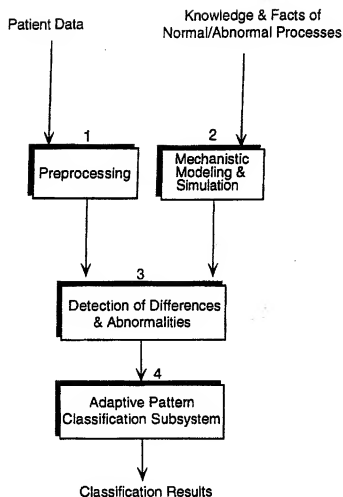 Patient Data
Knowledge & Facts of
Normal/Abnormal Processes
1
Preprocessing
2
Mechanistic
Modeling &
Simulation
3
Detection of Differences
& Abnormalities
4
Adaptive Pattern
Classification Subsystem
Classification Results